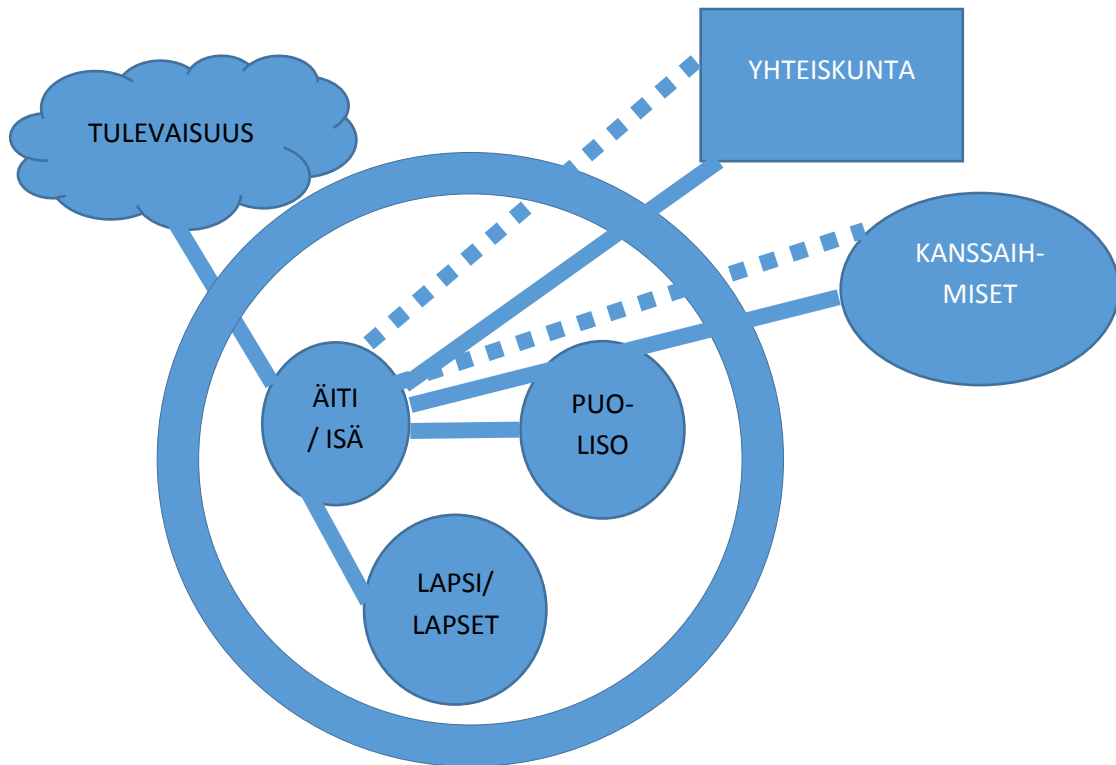 YHTEISKUNTA
TULEVAISUUS
KANSSAIH-
MISET
ÄITI
/ ISÄ
PUO-
LISO
LAPSI/
LAPSET